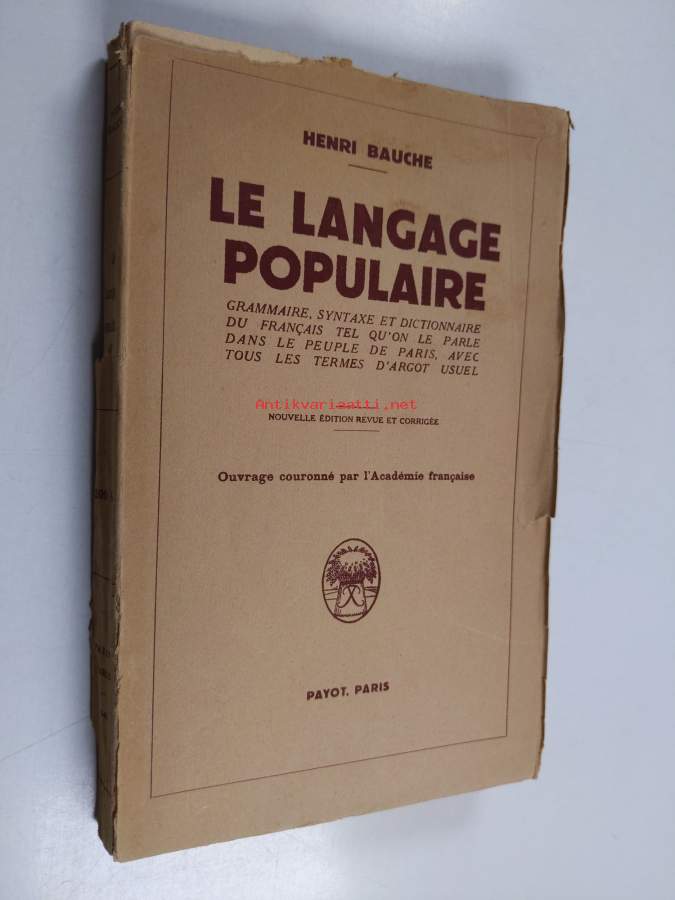 HENRI BAUCHE
LE LANGAGE
POPULAIRE
GRAMMAIRE, SYNTAXE ET DICTIONNAIRE
DU FRANÇAIS TEL QU'ON LE PARLE
DANS LE PEUPLE DE PARIS, AVEC
TOUS LES TERMES D'ARGOT USUEL
Antikvariaatti.net
NOUVELLE ÉDITION REVUE ET CORRIGÉE
Ouvrage couronné par l'Académie française
PAYOT, PARIS